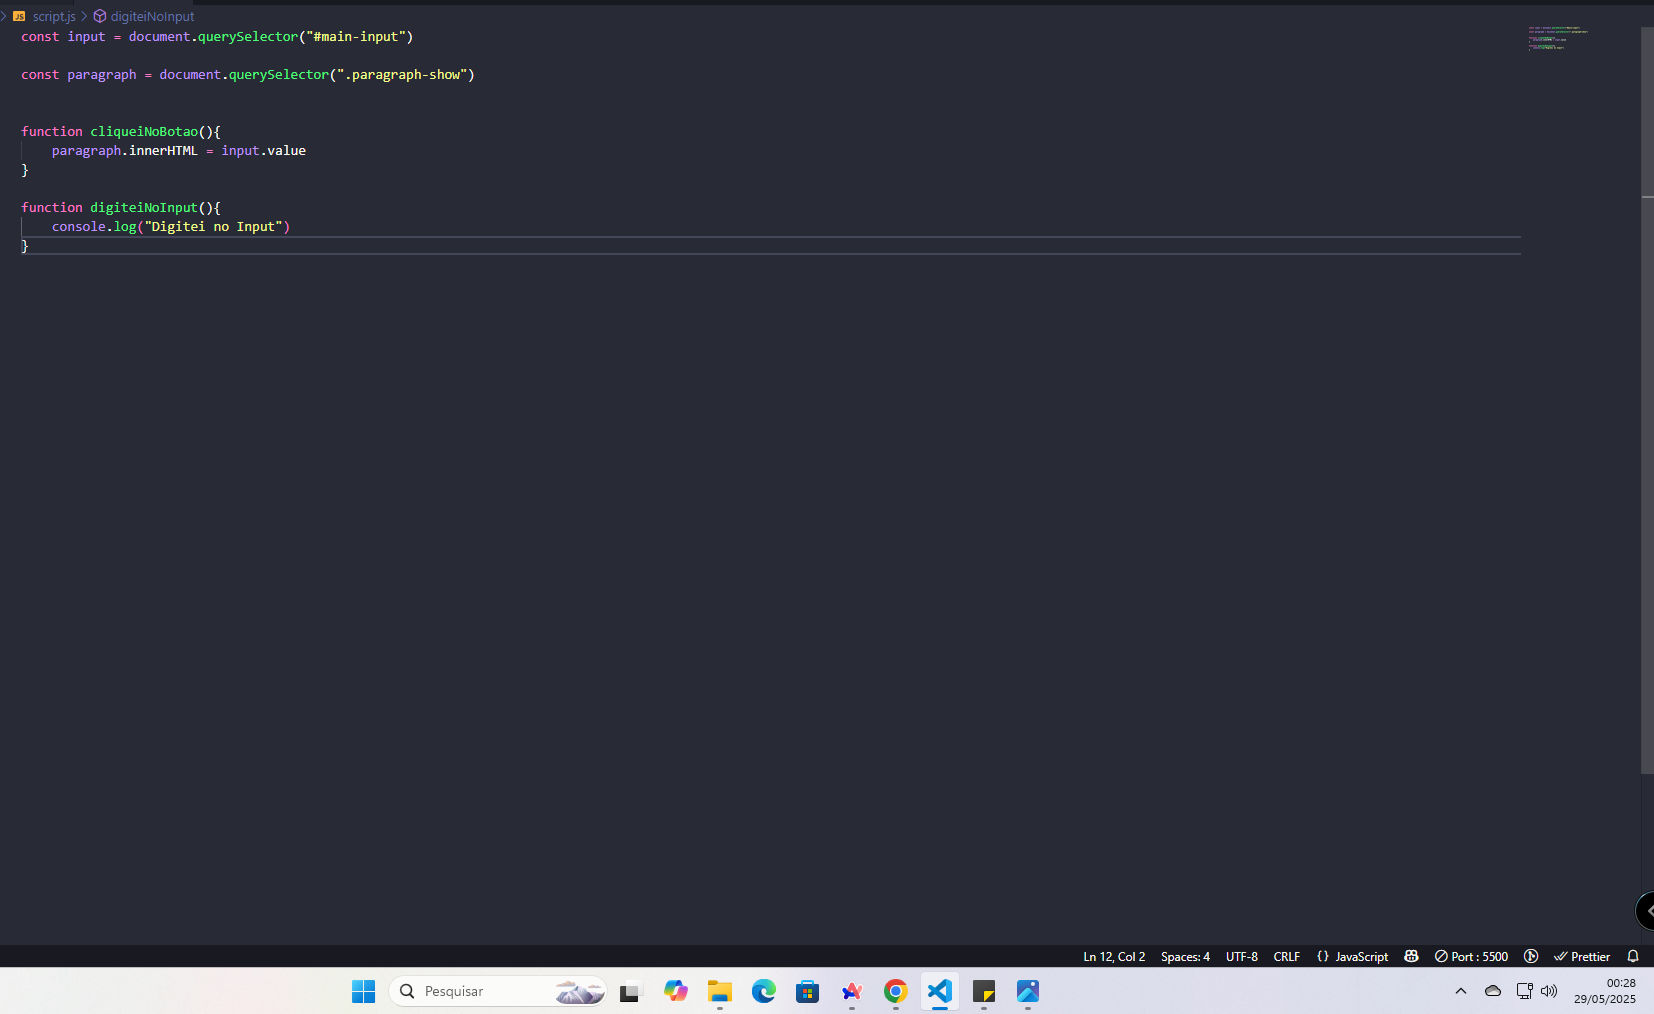 script.js digiteiNoInput
const input = document.querySelector("#main-input")
const paragraph = document.querySelector(".paragraph-show")
function cliqueiNoBotao(){
paragraph.innerHTML = input.value
}
function digiteiNoInput(){
console.log("Digitei no Input")
}
Ln 12, Col 2 Spaces: 4 UTF-8 CRLF {} JavaScript Port : 5500 Prettier
Pesquisar
00:28
29/05/2025